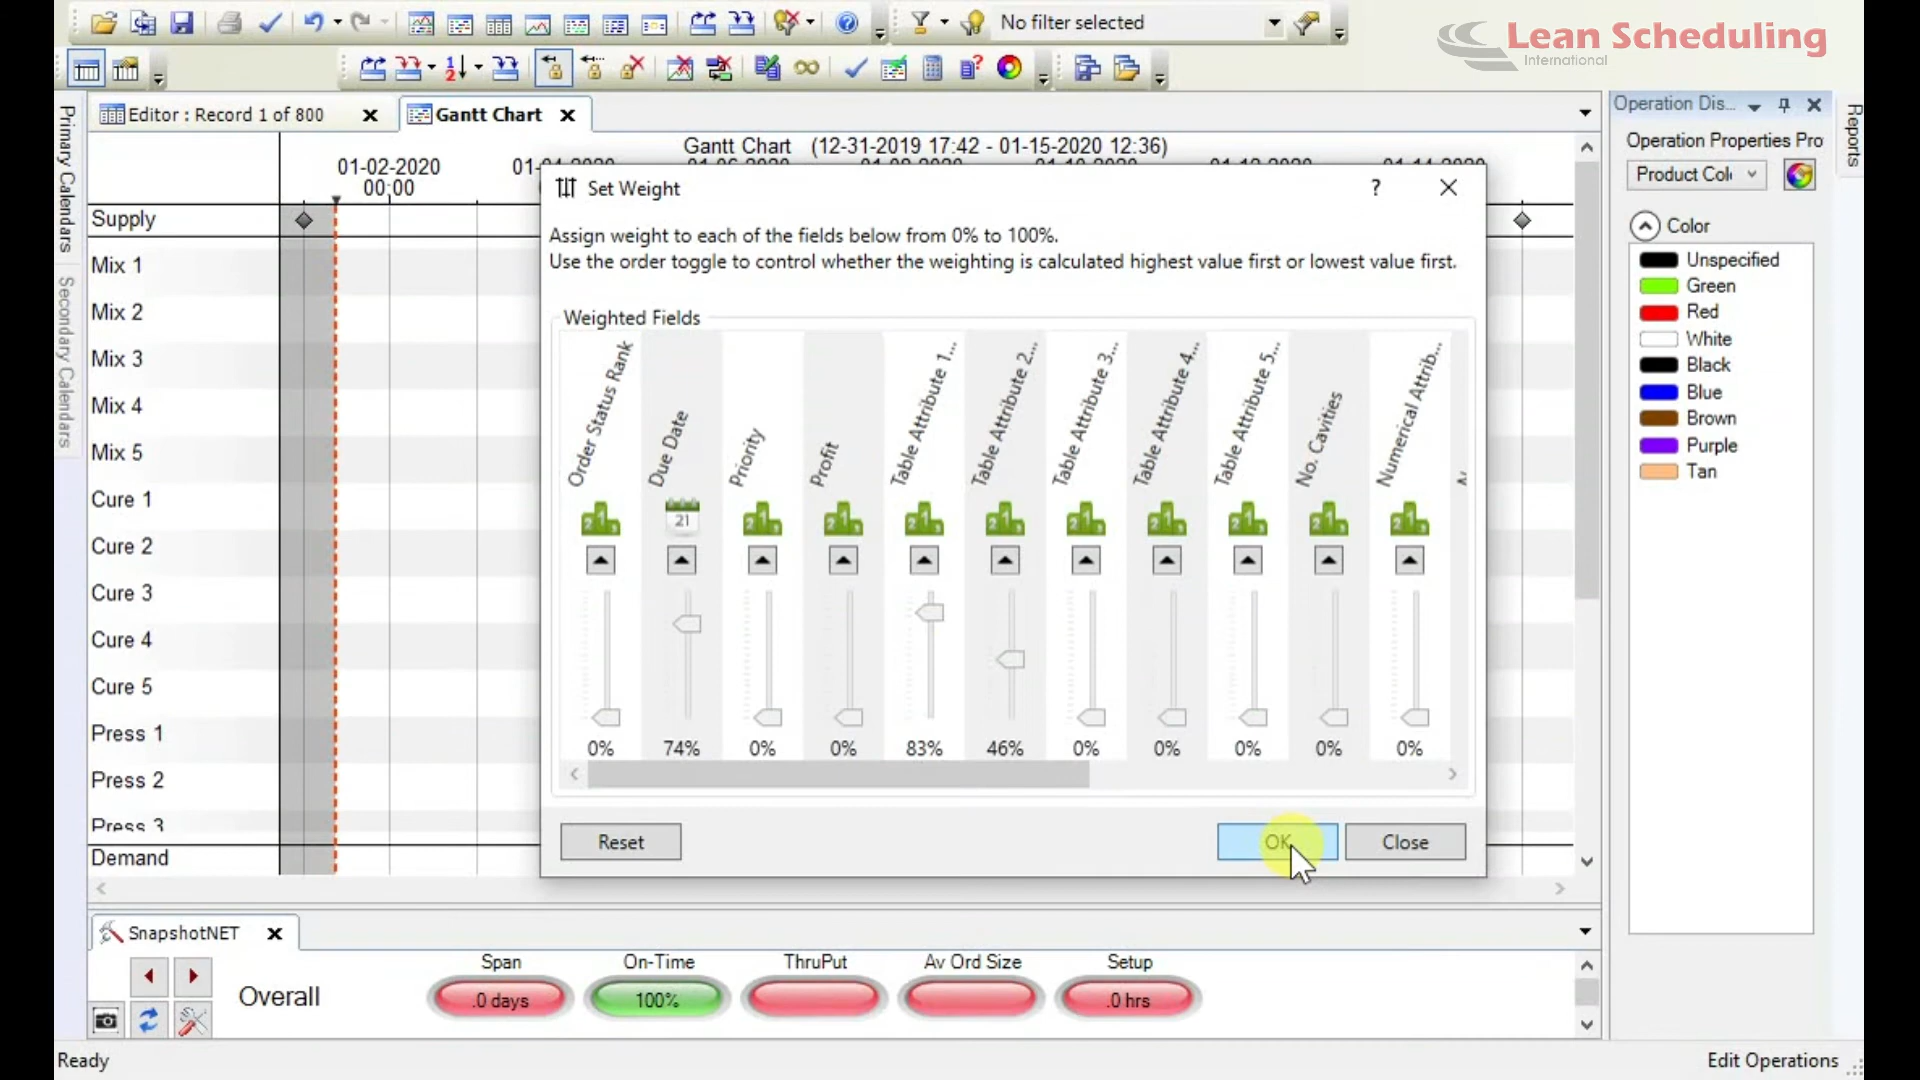 No filter selected
Lean Scheduling
International
Editor : Record 1 of 800
Gantt Chart
Operation Dis...
Primary Calendars
Secondary Calendars
Reports
Gantt Chart (12-31-2019 17:42 - 01-15-2020 12:36)
01-02-2020
00:00
Operation Properties Pro
Product Col
Color
Unspecified
Green
Red
White
Black
Blue
Brown
Purple
Tan
Supply
Mix 1
Mix 2
Mix 3
Mix 4
Mix 5
Cure 1
Cure 2
Cure 3
Cure 4
Cure 5
Press 1
Press 2
Press 3
Demand
Set Weight
?
Assign weight to each of the fields below from 0% to 100%.
Use the order toggle to control whether the weighting is calculated highest value first or lowest value first.
Weighted Fields
Order Status Rank
Due Date
Priority
Profit
Table Attribute 1...
Table Attribute 2...
Table Attribute 3...
Table Attribute 4...
Table Attribute 5...
No. Cavities
Numerical Attrib...
21
0% 74% 0% 0% 83% 46% 0% 0% 0% 0% 0%
Reset
OK
Close
SnapshotNET
Span On-Time ThruPut Av Ord Size Setup
Overall
.0 days 100% .0 hrs
Ready
Edit Operations